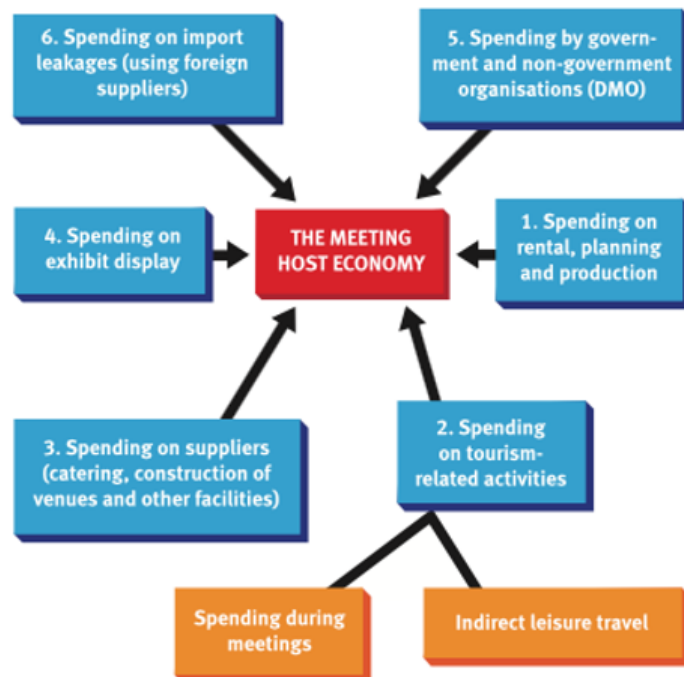 6. Spending on import
leakages (using foreign
suppliers)
5. Spending by govern-
ment and non-government
organisations (DMO)
4. Spending on
exhibit display
THE MEETING
HOST ECONOMY
1. Spending on
rental, planning
and production
3. Spending on suppliers
(catering, construction of
venues and other facilities)
2. Spending
on tourism-
related activities
Spending during
meetings
Indirect leisure travel